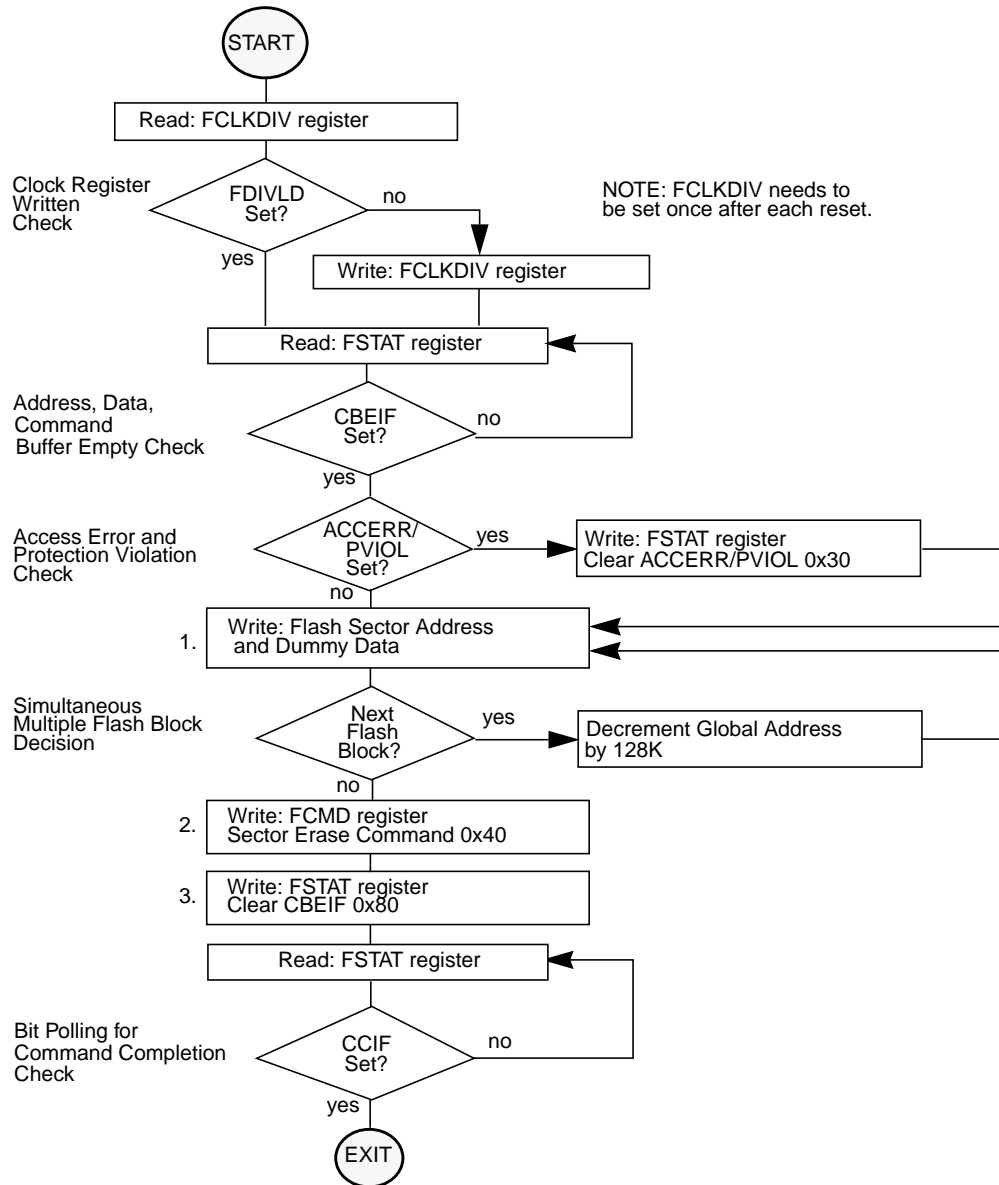 START
Read: FCLKDIV register
Clock Register
Written
Check
FDIVLD
Set?
no
yes
NOTE: FCLKDIV needs to
be set once after each reset.
Write: FCLKDIV register
Read: FSTAT register
Address, Data,
Command
Buffer Empty Check
CBEIF
Set?
no
yes
Access Error and
Protection Violation
Check
ACCERR/
PVIOL
Set?
yes
no
Write: FSTAT register
Clear ACCERR/PVIOL 0x30
1.
Write: Flash Sector Address
and Dummy Data
Simultaneous
Multiple Flash Block
Decision
Next
Flash
Block?
yes
no
Decrement Global Address
by 128K
2.
Write: FCMD register
Sector Erase Command 0x40
3.
Write: FSTAT register
Clear CBEIF 0x80
Read: FSTAT register
Bit Polling for
Command Completion
Check
CCIF
Set?
no
yes
EXIT